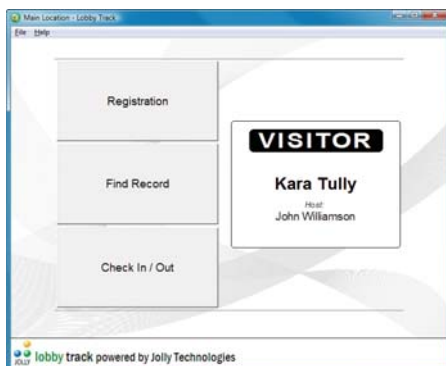 Main Location - Lobby Track
File Help
Registration
Find Record
Check In / Out
VISITOR
Kara Tully
Host:
John Williamson
JOLLY
lobby track powered by Jolly Technologies